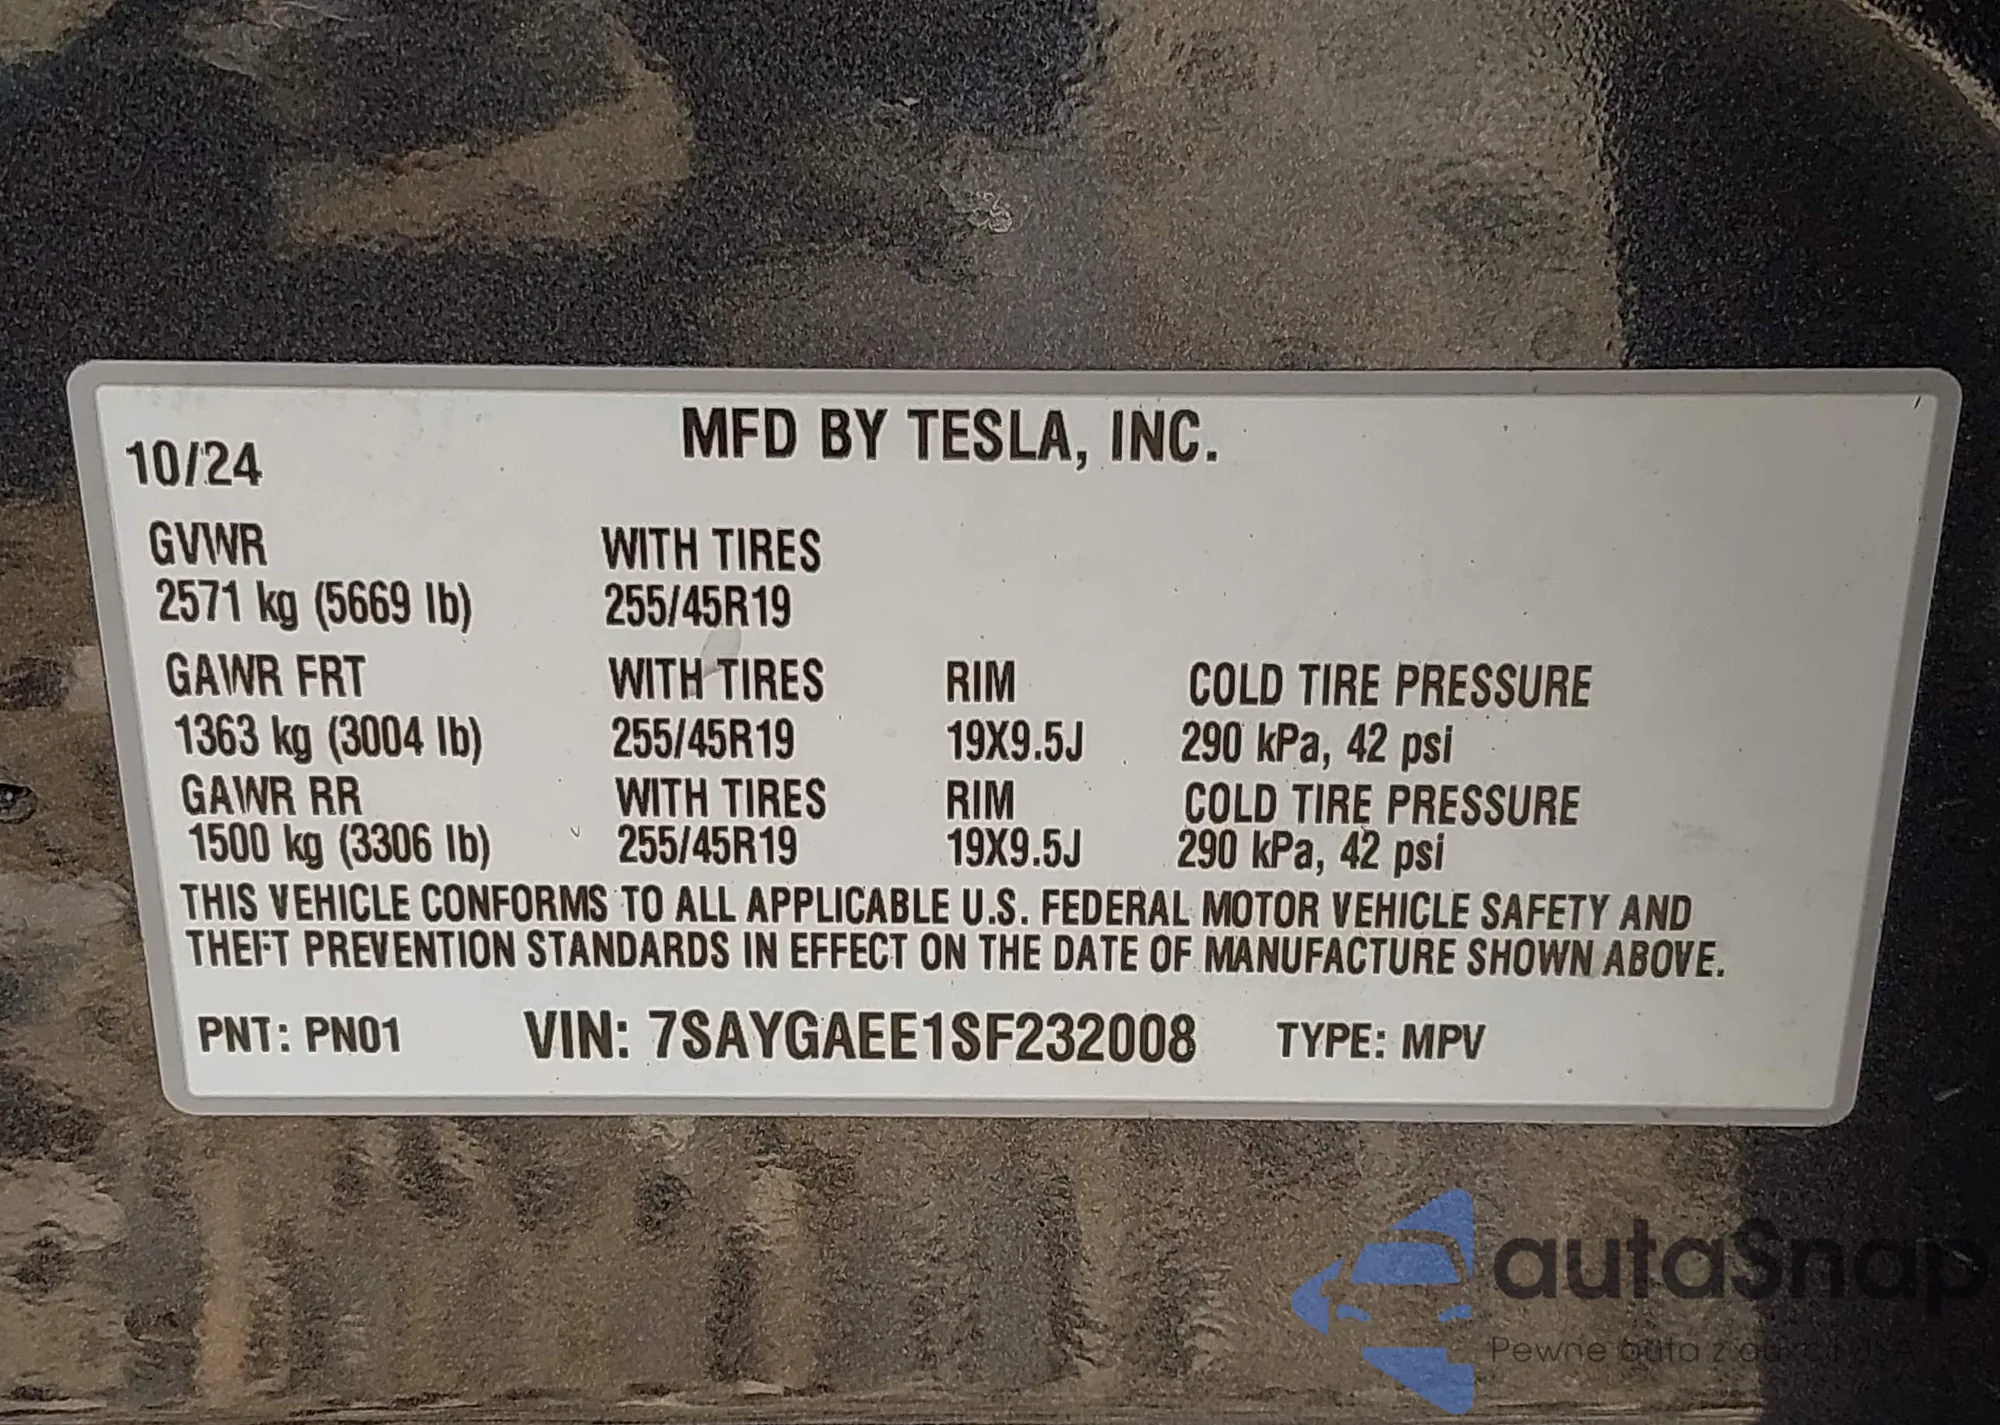 MFD BY TESLA, INC.
10/24
GVWR WITH TIRES
2571 kg (5669 lb) 255/45R19
GAWR FRT WITH TIRES RIM COLD TIRE PRESSURE
1363 kg (3004 lb) 255/45R19 19X9.5J 290 kPa, 42 psi
GAWR RR WITH TIRES RIM COLD TIRE PRESSURE
1500 kg (3306 lb) 255/45R19 19X9.5J 290 kPa, 42 psi
THIS VEHICLE CONFORMS TO ALL APPLICABLE U.S. FEDERAL MOTOR VEHICLE SAFETY AND
THEFT PREVENTION STANDARDS IN EFFECT ON THE DATE OF MANUFACTURE SHOWN ABOVE.
PNT: PN01 VIN: 7SAYGAEE1SF232008 TYPE: MPV
autaSnap
Pewne auta z aukcji